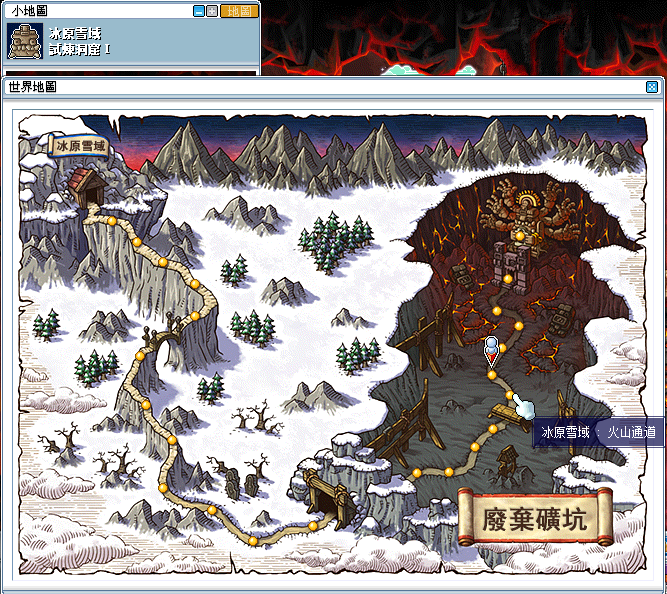 小地圖
地圖
冰原雪域
試煉洞窟 I
世界地圖
冰原雪域
冰原雪域 - 火山通道
廢棄礦坑